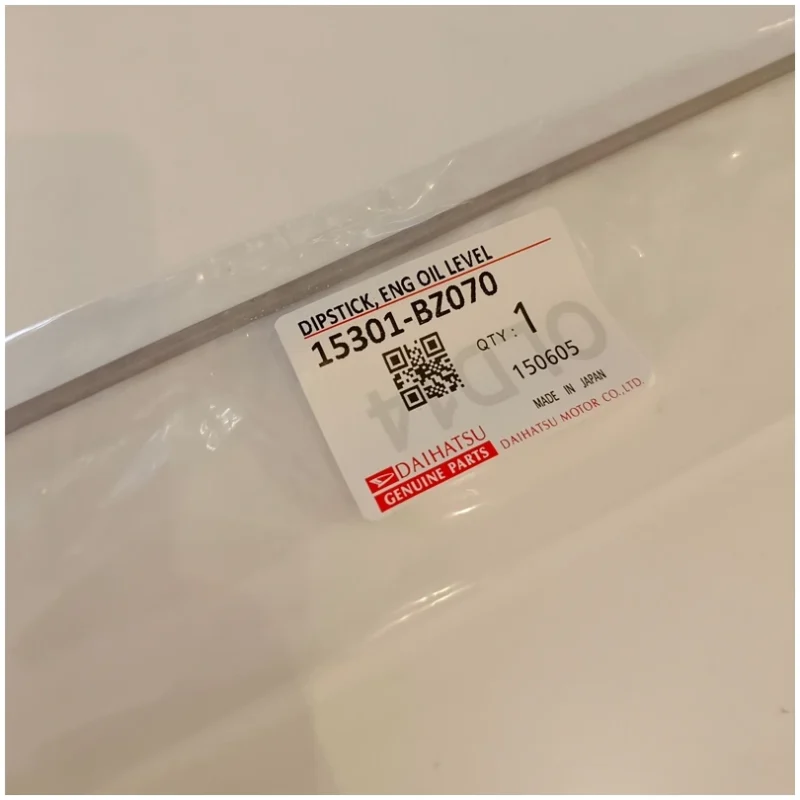 DIPSTICK, ENG OIL LEVEL
15301-BZ070
QTY : 1
150605
MADE IN JAPAN
DAIHATSU
DAIHATSU MOTOR CO.,LTD.
GENUINE PARTS